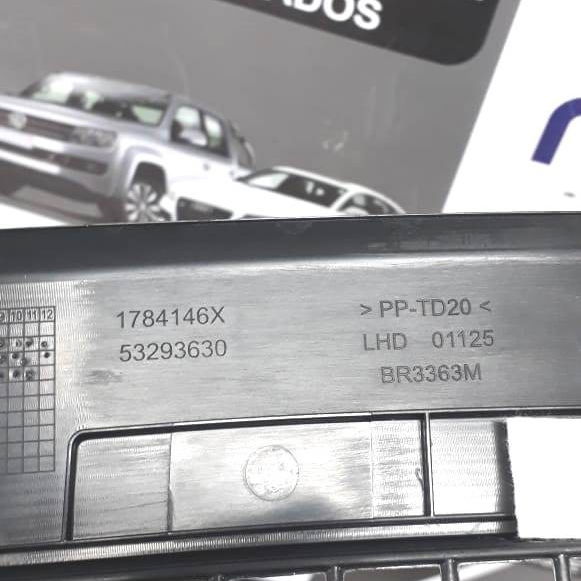 ADOS
1784146X
53293630
> PP-TD20 <
LHD 01125
BR3363M
10 11 12